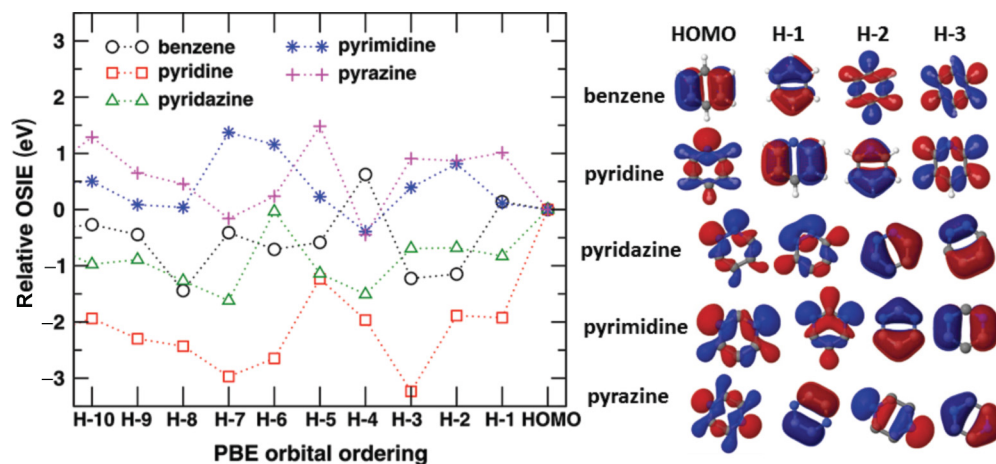 benzene
pyridine
pyridazine
pyrimidine
pyrazine
Relative OSIE (eV)
3
2
1
0
−1
−2
−3
H-10 H-9 H-8 H-7 H-6 H-5 H-4 H-3 H-2 H-1 HOMO
PBE orbital ordering
HOMO H-1 H-2 H-3
benzene
pyridine
pyridazine
pyrimidine
pyrazine